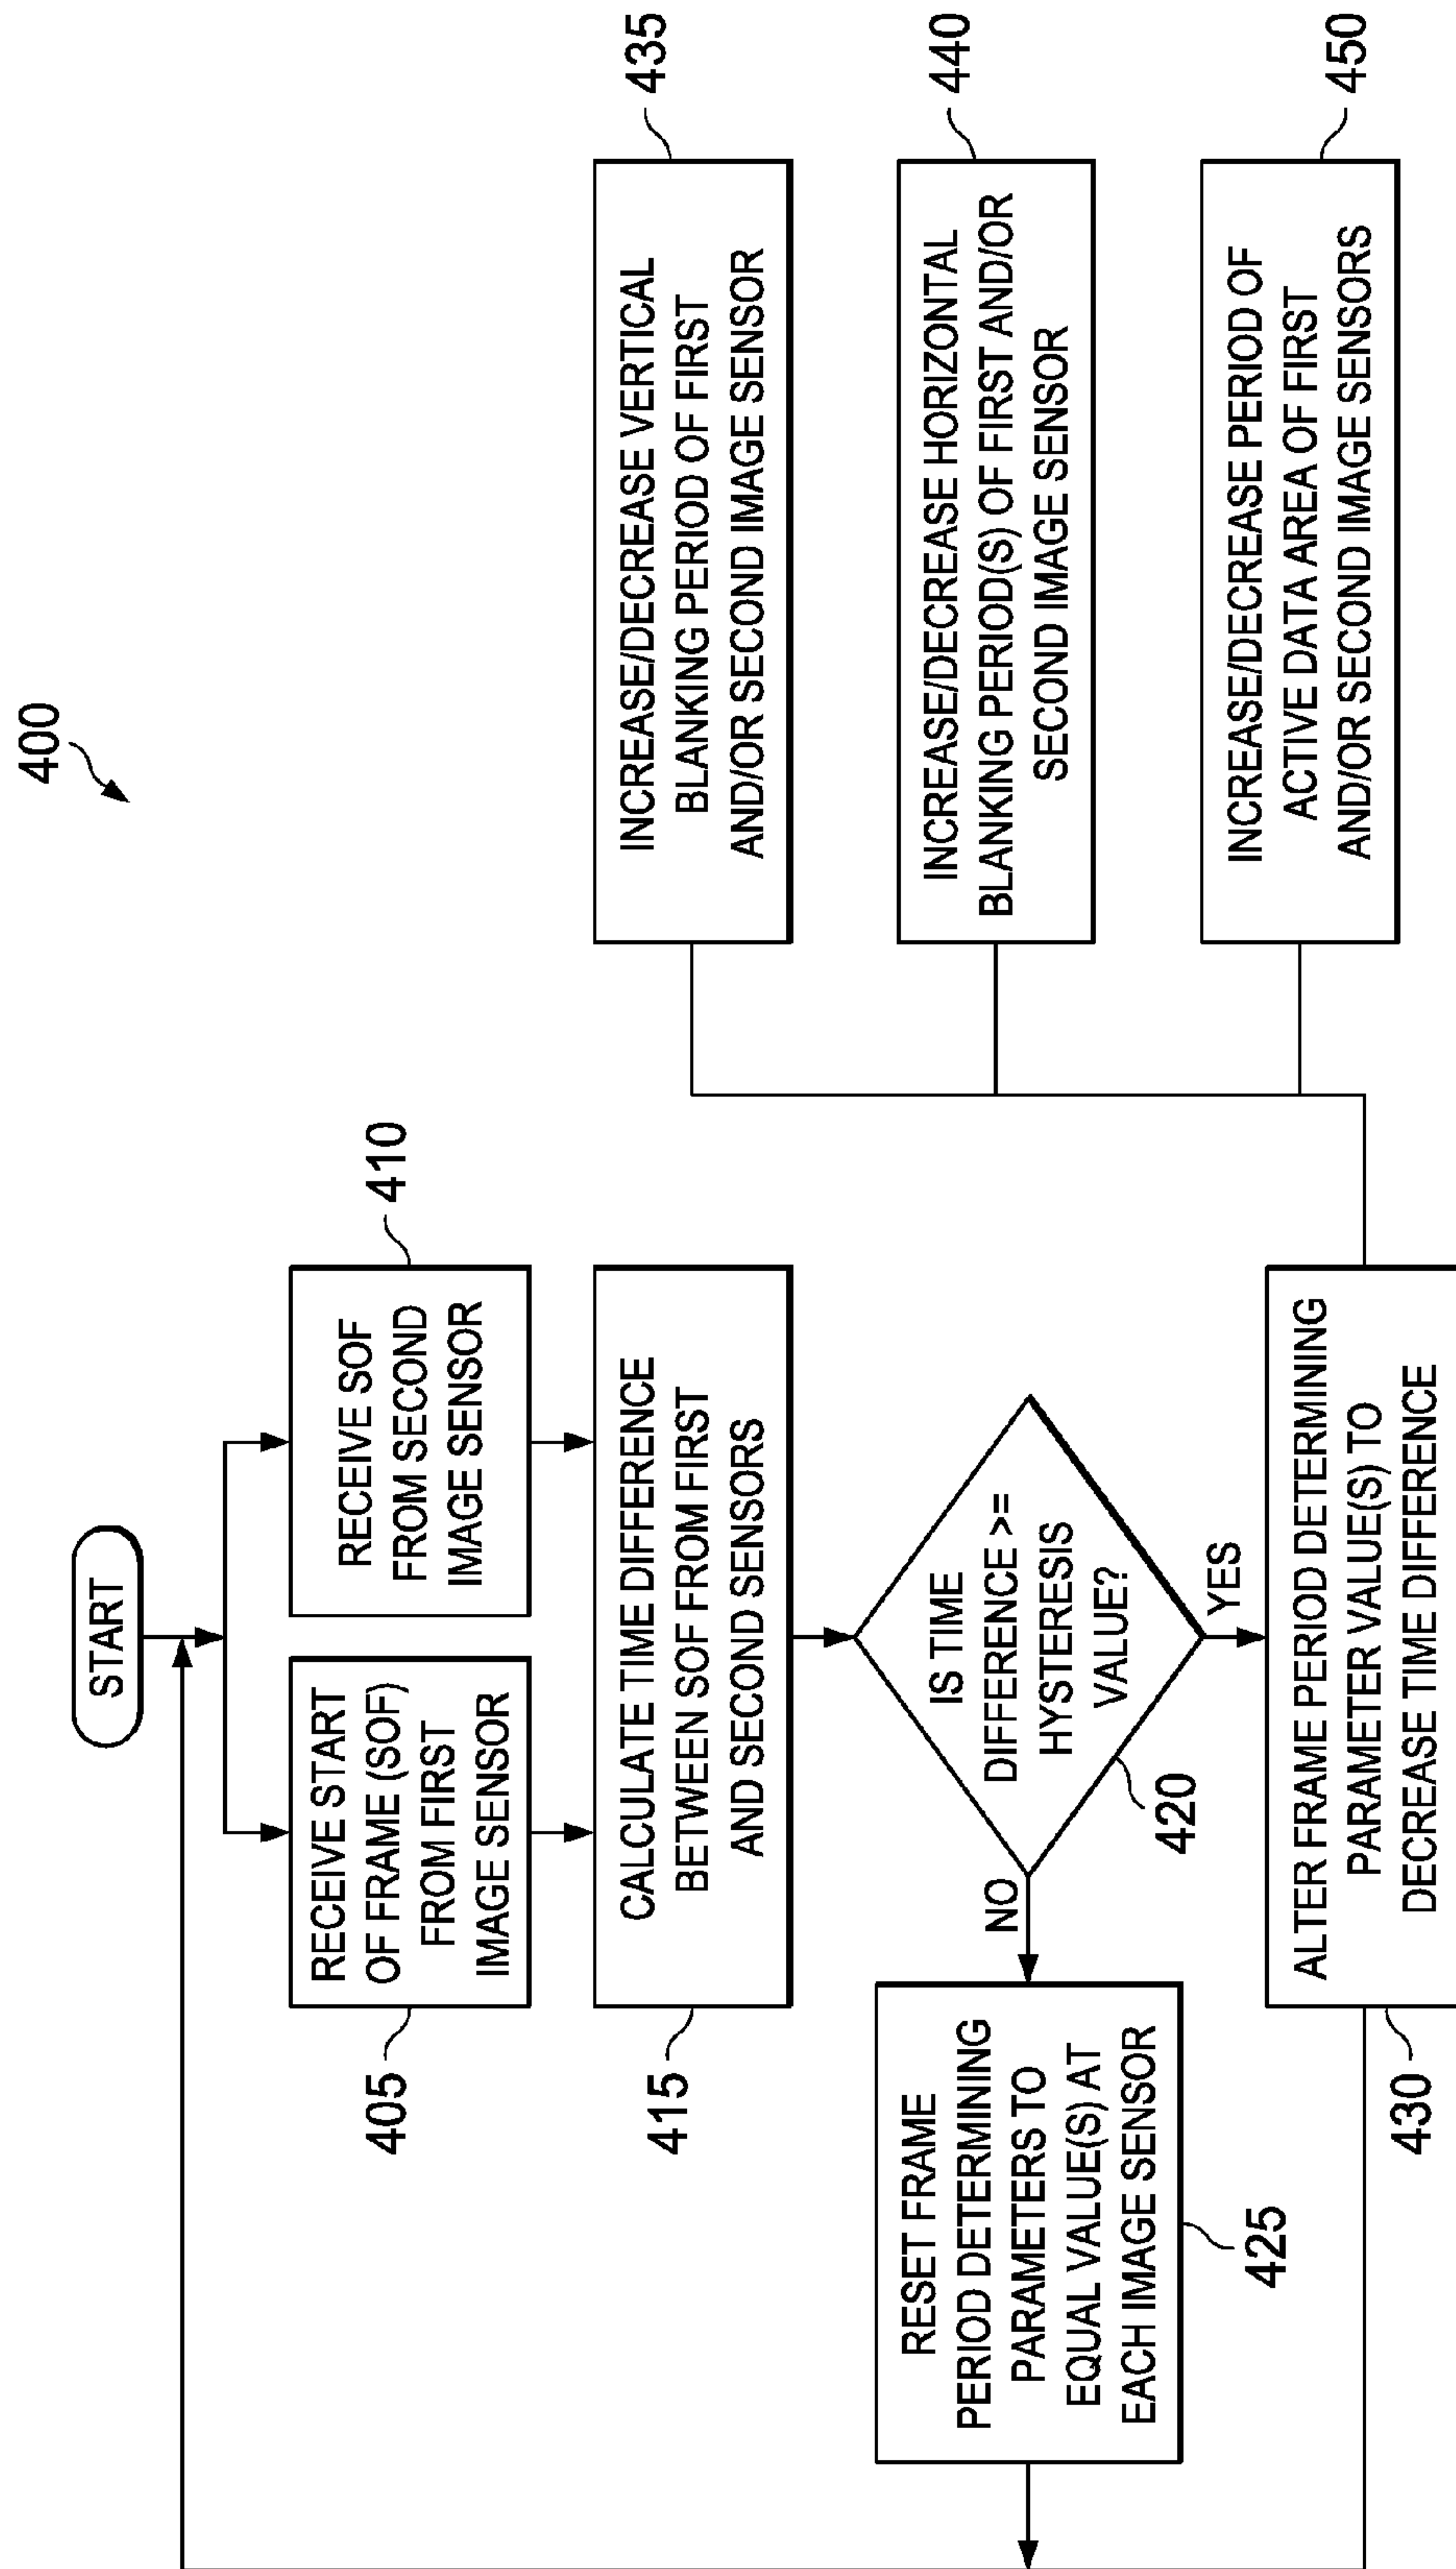 400
START
RECEIVE START
OF FRAME (SOF)
FROM FIRST
IMAGE SENSOR
405
RECEIVE SOF
FROM SECOND
IMAGE SENSOR
410
CALCULATE TIME DIFFERENCE
BETWEEN SOF FROM FIRST
AND SECOND SENSORS
415
IS TIME
DIFFERENCE >=
HYSTERESIS
VALUE?
420
NO
YES
RESET FRAME
PERIOD DETERMINING
PARAMETERS TO
EQUAL VALUE(S) AT
EACH IMAGE SENSOR
425
ALTER FRAME PERIOD DETERMINING
PARAMETER VALUE(S) TO
DECREASE TIME DIFFERENCE
430
INCREASE/DECREASE VERTICAL
BLANKING PERIOD OF FIRST
AND/OR SECOND IMAGE SENSOR
435
INCREASE/DECREASE HORIZONTAL
BLANKING PERIOD(S) OF FIRST AND/OR
SECOND IMAGE SENSOR
440
INCREASE/DECREASE PERIOD OF
ACTIVE DATA AREA OF FIRST
AND/OR SECOND IMAGE SENSORS
450